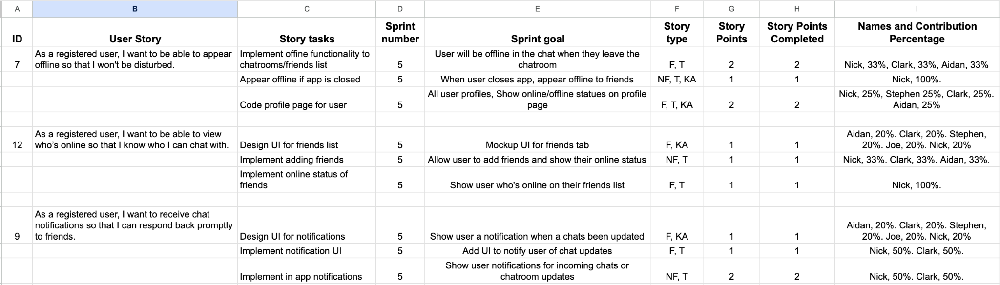 A B C D E F G H I
ID User Story Story tasks Sprint number Sprint goal Story type Story Points Story Points Completed Names and Contribution Percentage
7 As a registered user, I want to be able to appear offline so that I won't be disturbed. Implement offine functionality to chatrooms/friends list 5 User will be offline in the chat when they leave the chatroom F, T 2 2 Nick, 33%, Clark, 33%, Aidan, 33%
Appear offline if app is closed 5 When user closes app, appear offline to friends NF, T, KA 1 1 Nick, 100%.
Code profile page for user 5 All user profiles, Show online/offline statues on profile page F, T, KA 2 2 Nick, 25%, Stephen 25%, Clark, 25%. Aidan, 25%
12 As a registered user, I want to be able to view who's online so that I know who I can chat with. Design UI for friends list 5 Mockup UI for friends tab F, KA 1 1 Aidan, 20%. Clark, 20%. Stephen, 20%. Joe, 20%. Nick, 20%
Implement adding friends 5 Allow user to add friends and show their online status NF, T 1 1 Nick, 33%. Clark, 33%. Aidan, 33%.
Implement online status of friends 5 Show user who's online on their friends list F, T 1 1 Nick, 100%.
9 As a registered user, I want to receive chat notifications so that I can respond back promptly to friends. Design UI for notifications 5 Show user a notification when a chats been updated F, KA 1 1 Aidan, 20%. Clark, 20%. Stephen, 20%. Joe, 20%. Nick, 20%
Implement notification UI 5 Add UI to notify user of chat updates F, T 1 1 Nick, 50%. Clark, 50%.
Implement in app notifications 5 Show user notifications for incoming chats or chatroom updates NF, T 2 2 Nick, 50%. Clark, 50%.